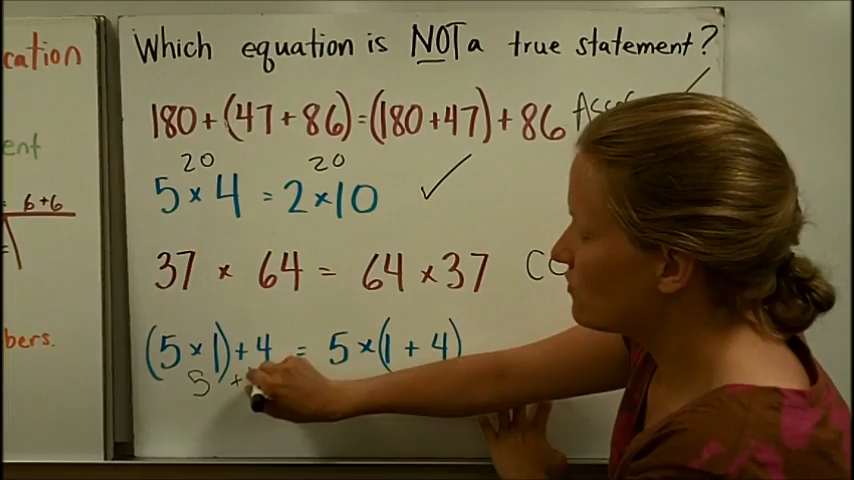 Which equation is NOT a true statement?
180+(47+86)=(180+47)+86
20 20
5×4 = 2×10
37 × 64 = 64×37
(5×1)+4 = 5×(1+4)
5 +
cation
ent
6+6
bers.